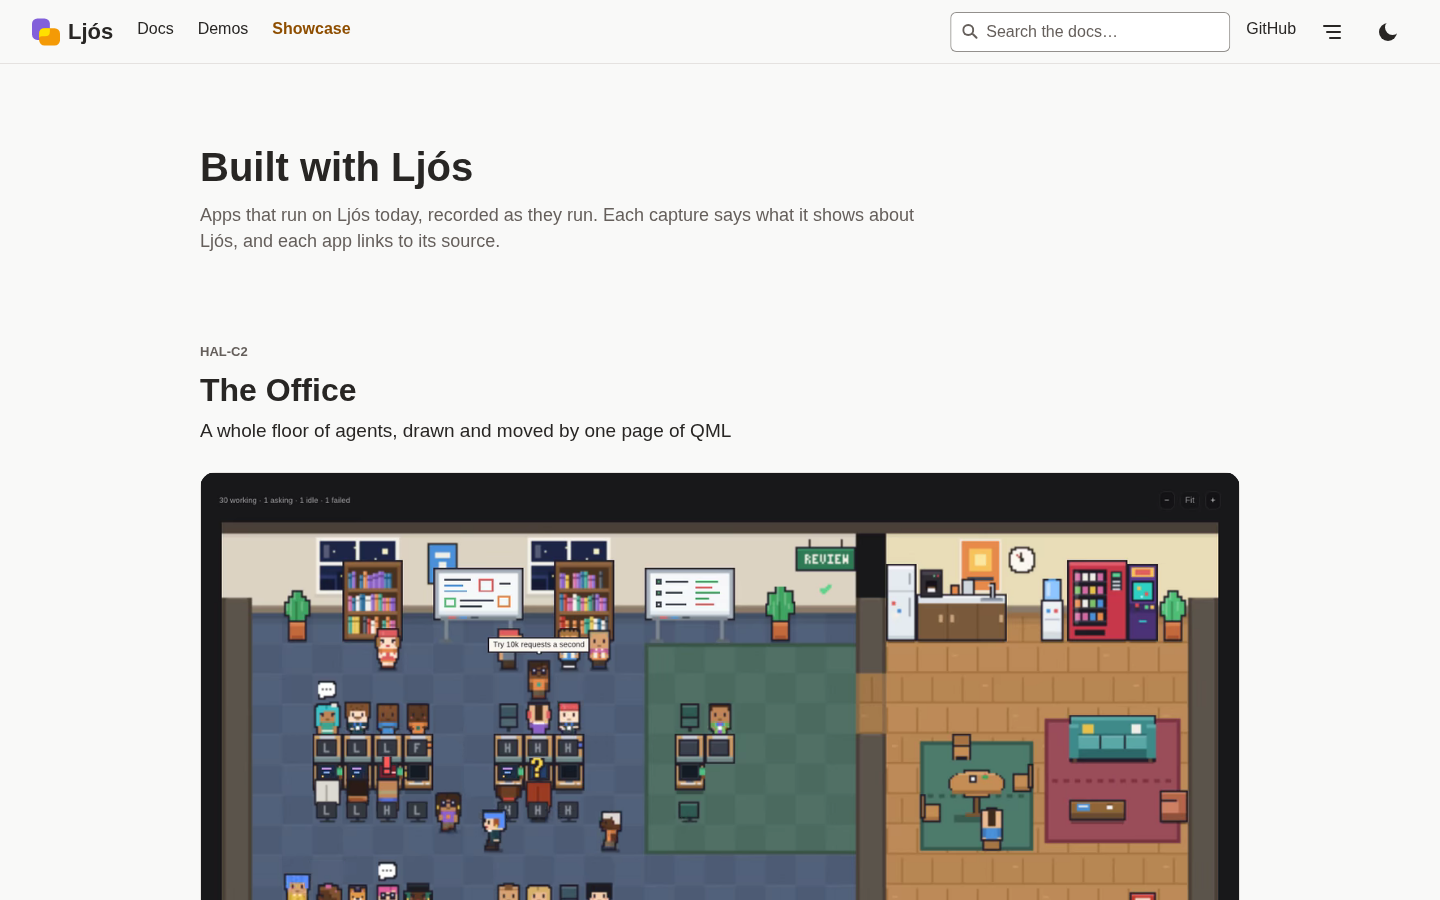 Ljós
Docs
Demos
Showcase
Search the docs…
GitHub
Built with Ljós
Apps that run on Ljós today, recorded as they run. Each capture says what it shows about
Ljós, and each app links to its source.
HAL-C2
The Office
A whole floor of agents, drawn and moved by one page of QML
30 working · 1 asking · 1 idle · 1 failed
−
Fit
+
REVIEW
Try 10k requests a second
L L L F
H H H
!
?
L L H L
H H H